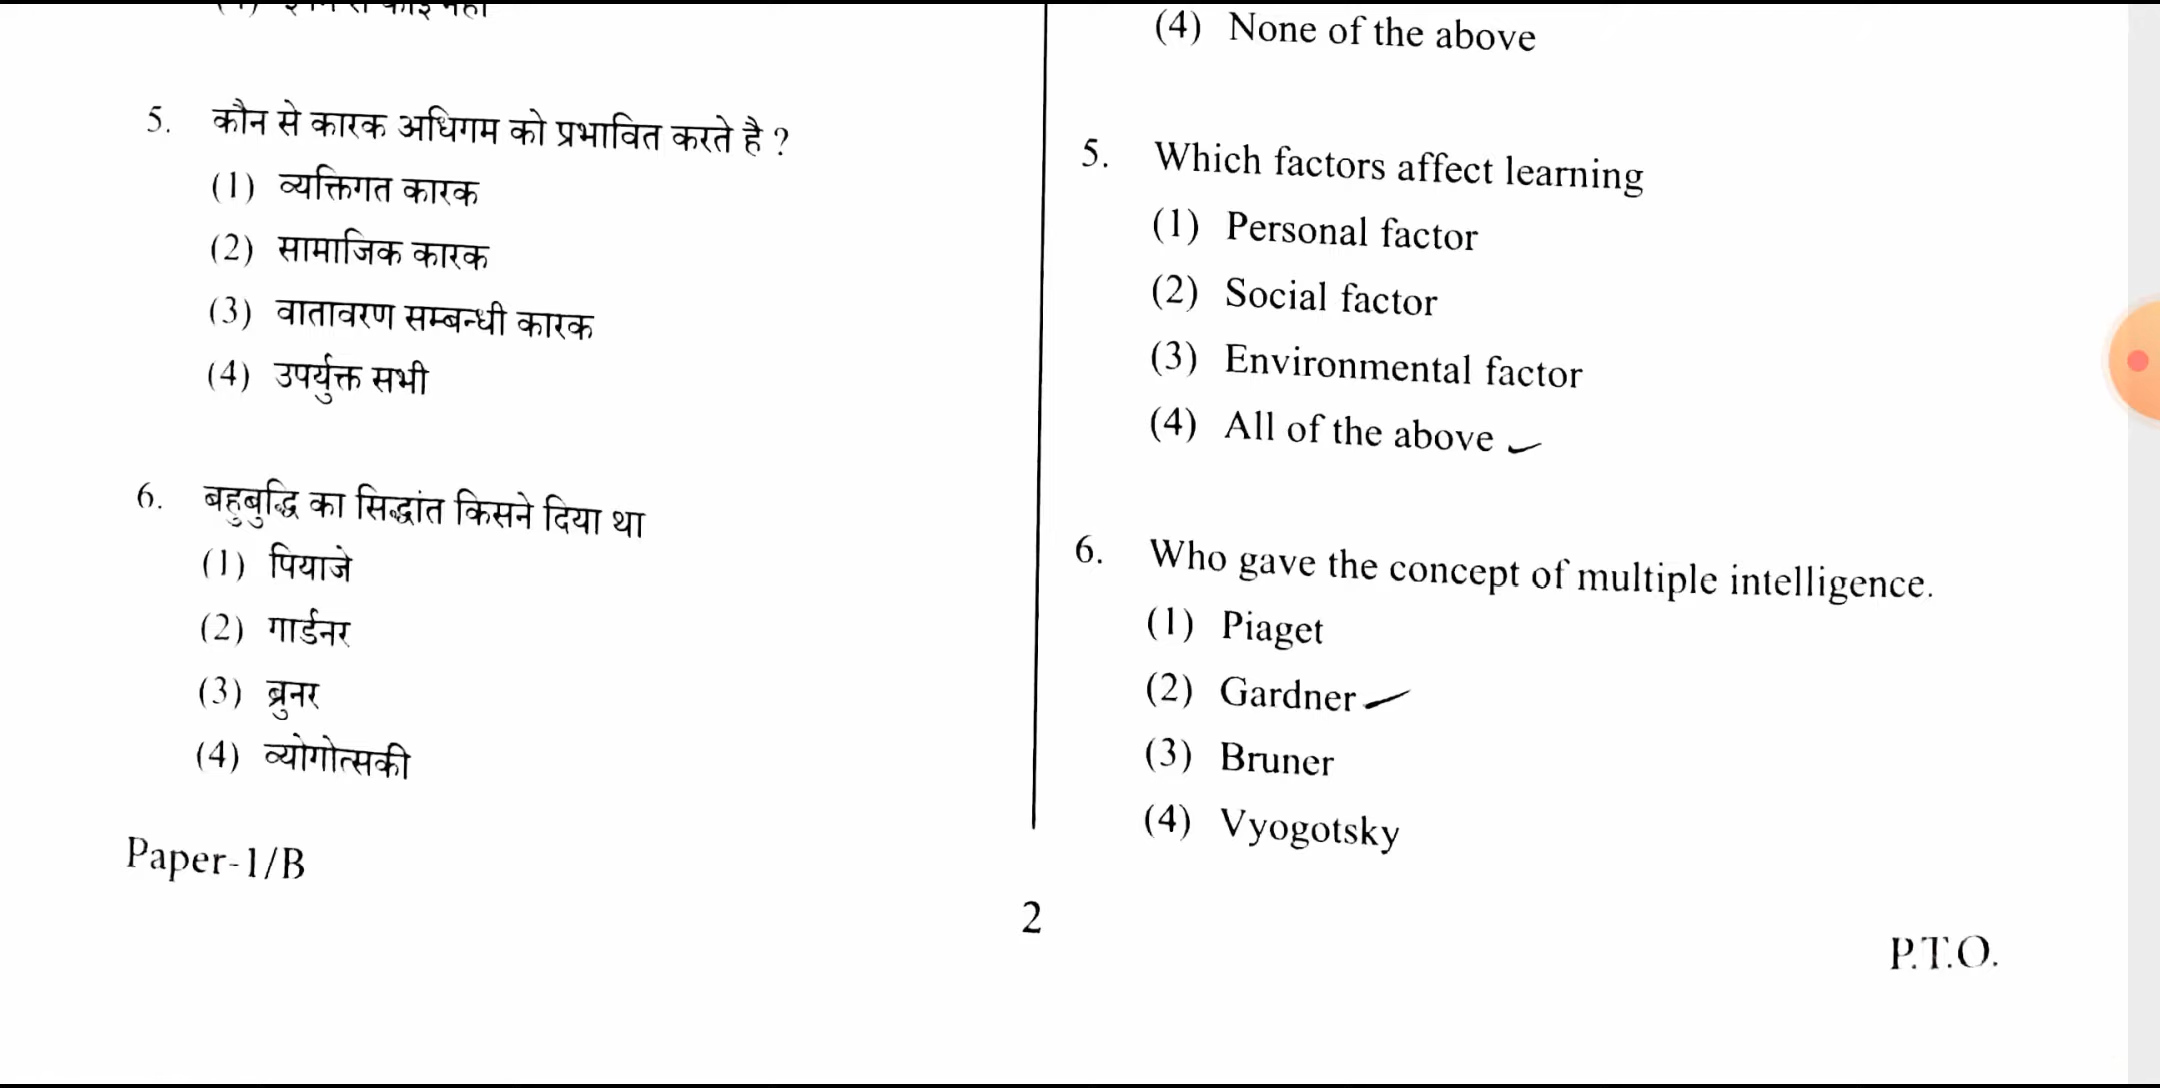 (4) None of the above
5. कौन से कारक अधिगम को प्रभावित करते है ?
(1) व्यक्तिगत कारक
(2) सामाजिक कारक
(3) वातावरण सम्बन्धी कारक
(4) उपर्युक्त सभी
6. बहुबुद्धि का सिद्धांत किसने दिया था
(1) पियाजे
(2) गार्डनर
(3) ब्रुनर
(4) व्योगोत्सकी
5. Which factors affect learning
(1) Personal factor
(2) Social factor
(3) Environmental factor
(4) All of the above
6. Who gave the concept of multiple intelligence.
(1) Piaget
(2) Gardner
(3) Bruner
(4) Vyogotsky
Paper-1/B
2
P.T.O.